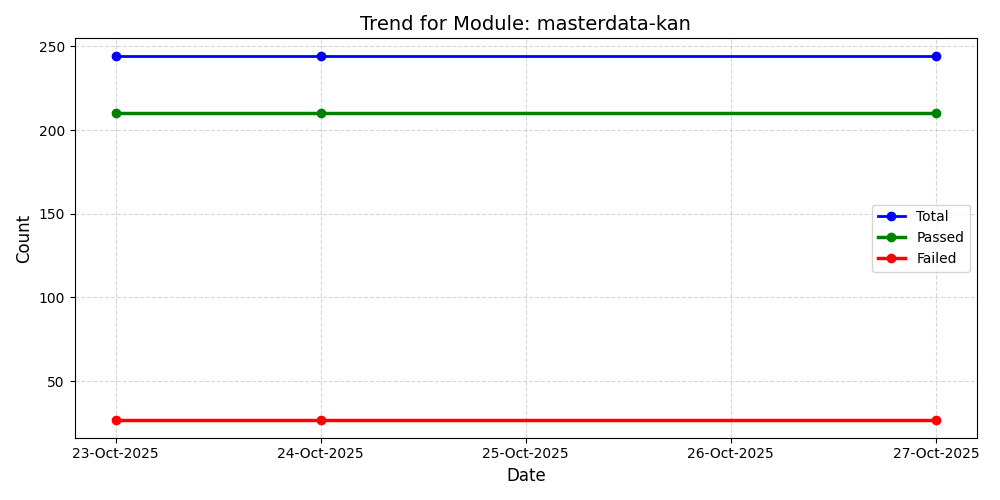 Trend for Module: masterdata-kan
250
200
150
100
50
Count
Total
Passed
Failed
23-Oct-2025 24-Oct-2025 25-Oct-2025 26-Oct-2025 27-Oct-2025
Date